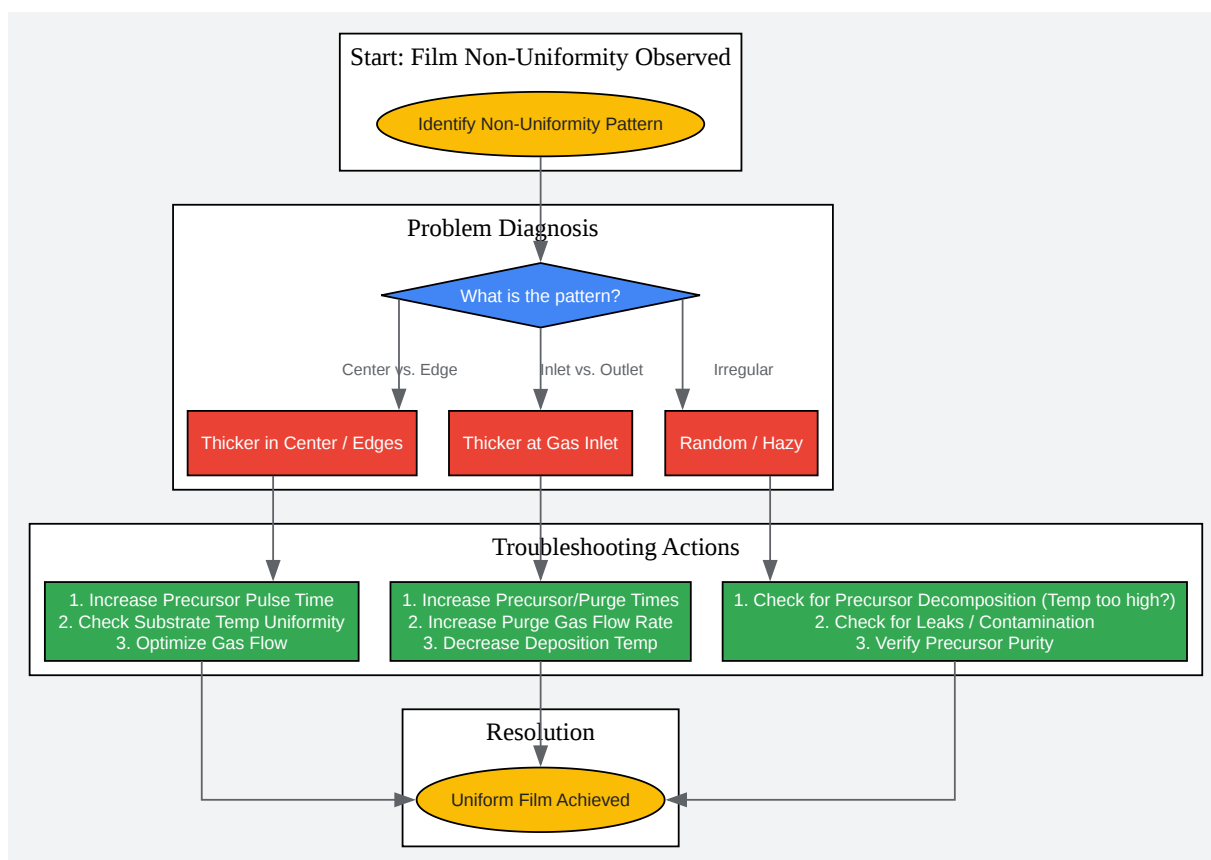 Start: Film Non-Uniformity Observed
Identify Non-Uniformity Pattern
Problem Diagnosis
What is the pattern?
Center vs. Edge
Inlet vs. Outlet
Irregular
Thicker in Center / Edges
Thicker at Gas Inlet
Random / Hazy
Troubleshooting Actions
1. Increase Precursor Pulse Time
2. Check Substrate Temp Uniformity
3. Optimize Gas Flow
1. Increase Precursor/Purge Times
2. Increase Purge Gas Flow Rate
3. Decrease Deposition Temp
1. Check for Precursor Decomposition (Temp too high?)
2. Check for Leaks / Contamination
3. Verify Precursor Purity
Resolution
Uniform Film Achieved